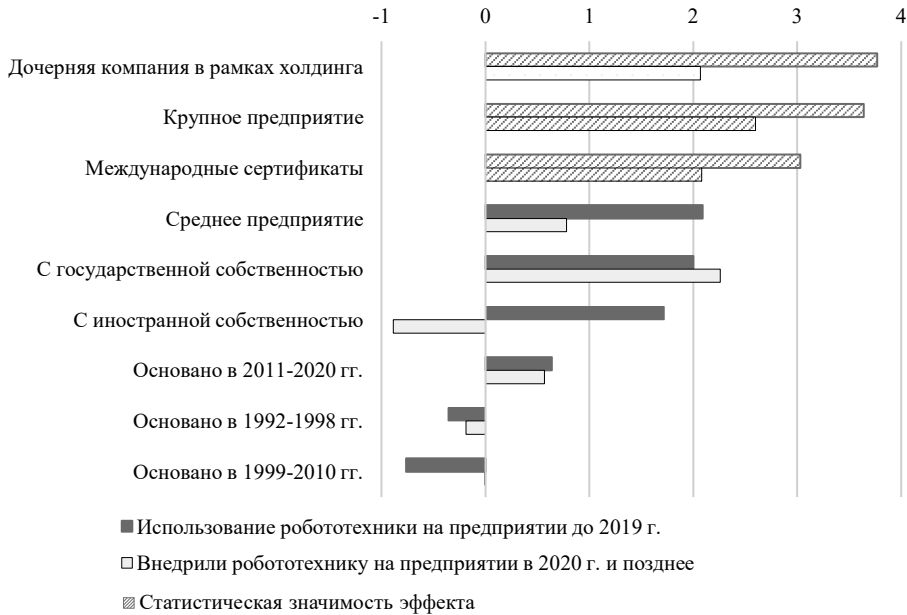 -1 0 1 2 3 4
Дочерняя компания в рамках холдинга
Крупное предприятие
Международные сертификаты
Среднее предприятие
С государственной собственностью
С иностранной собственностью
Основано в 2011-2020 гг.
Основано в 1992-1998 гг.
Основано в 1999-2010 гг.
Использование робототехники на предприятии до 2019 г.
Внедрили робототехнику на предприятии в 2020 г. и позднее
Статистическая значимость эффекта